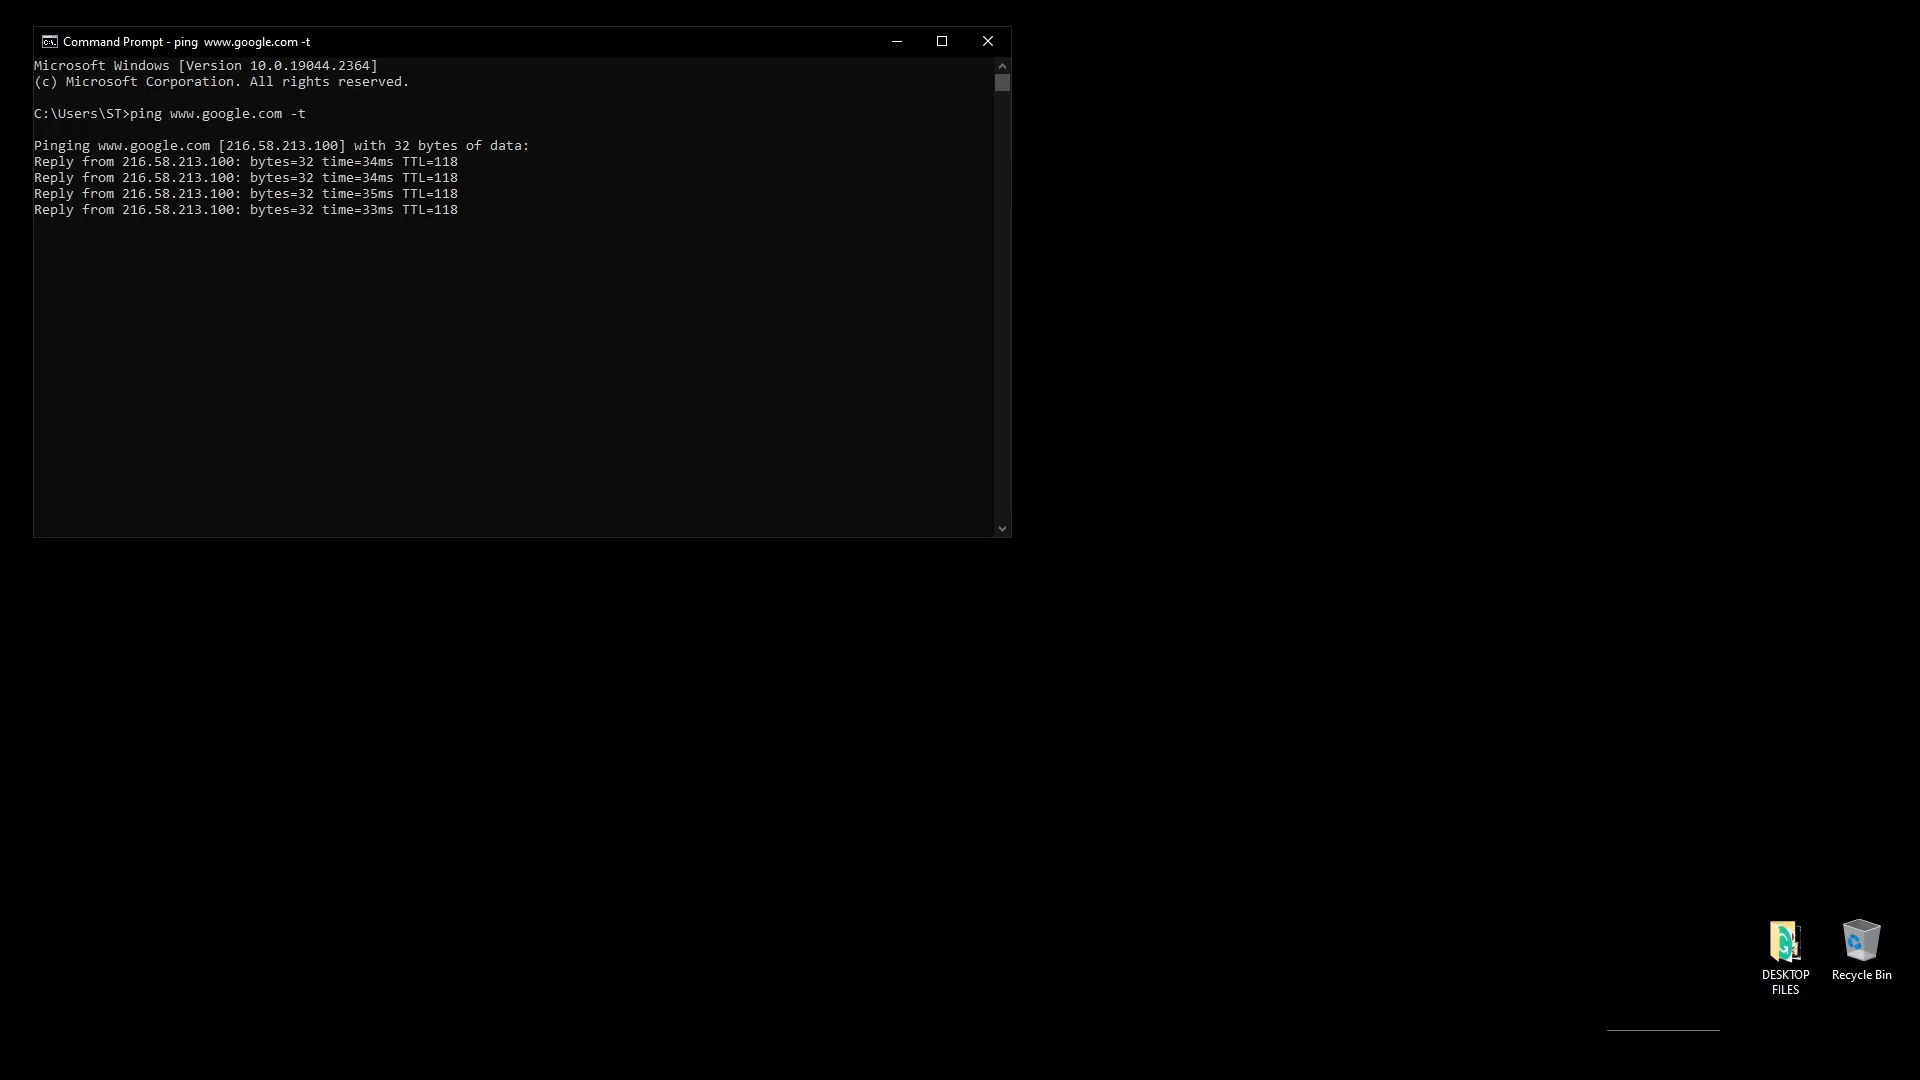 Command Prompt - ping  www.google.com -t
Microsoft Windows [Version 10.0.19044.2364]
(c) Microsoft Corporation. All rights reserved.
C:\Users\ST>ping www.google.com -t
Pinging www.google.com [216.58.213.100] with 32 bytes of data:
Reply from 216.58.213.100: bytes=32 time=34ms TTL=118
Reply from 216.58.213.100: bytes=32 time=34ms TTL=118
Reply from 216.58.213.100: bytes=32 time=35ms TTL=118
Reply from 216.58.213.100: bytes=32 time=33ms TTL=118
DESKTOP
FILES
Recycle Bin